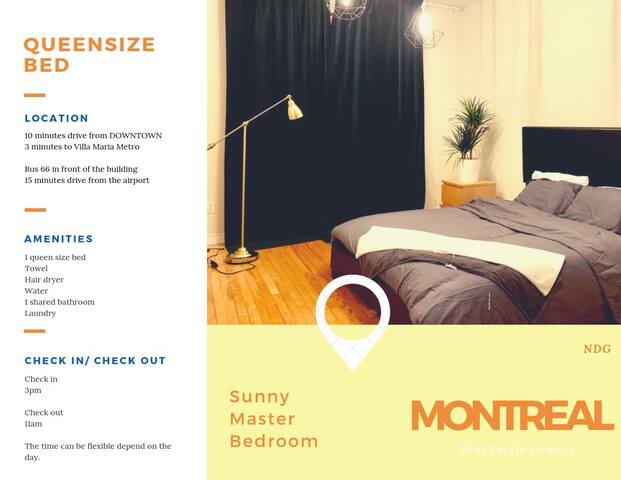 QUEENSIZE
BED
LOCATION
10 minutes drive from DOWNTOWN
3 minutes to Villa Maria Metro
Bus 66 in front of the building
15 minutes drive from the airport
AMENITIES
1 queen size bed
Towel
Hair dryer
Water
1 shared bathroom
Laundry
CHECK IN/ CHECK OUT
Check in
3pm
Check out
11am
The time can be flexible depend on the
day.
Sunny
Master
Bedroom
NDG
MONTREAL
Real Estate Dealers